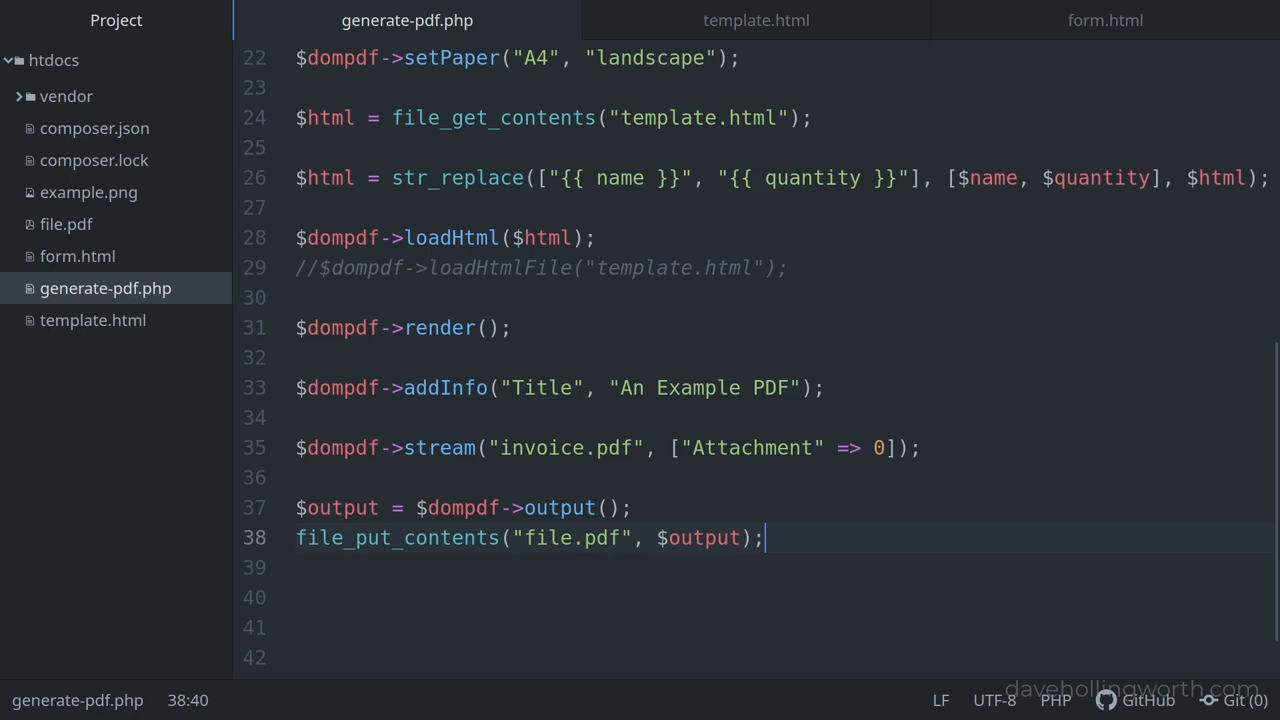 Project
generate-pdf.php
template.html
form.html
htdocs
vendor
composer.json
composer.lock
example.png
file.pdf
form.html
generate-pdf.php
template.html
22 $dompdf->setPaper("A4", "landscape");
23
24 $html = file_get_contents("template.html");
25
26 $html = str_replace(["{{ name }}", "{{ quantity }}"], [$name, $quantity], $html);
27
28 $dompdf->loadHtml($html);
29 //$dompdf->loadHtmlFile("template.html");
30
31 $dompdf->render();
32
33 $dompdf->addInfo("Title", "An Example PDF");
34
35 $dompdf->stream("invoice.pdf", ["Attachment" => 0]);
36
37 $output = $dompdf->output();
38 file_put_contents("file.pdf", $output);
39
40
41
42
davehollingworth.com
generate-pdf.php 38:40 LF UTF-8 PHP GitHub Git (0)